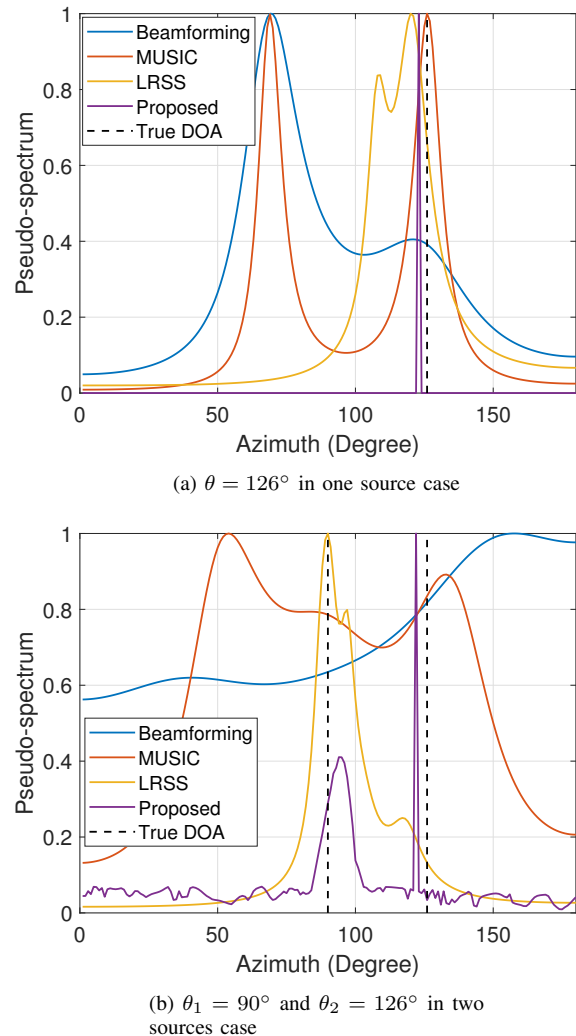 1
0.8
0.6
0.4
0.2
0
Pseudo-spectrum
Beamforming
MUSIC
LRSS
Proposed
True DOA
0 50 100 150
Azimuth (Degree)
(a) θ = 126° in one source case
1
0.8
0.6
0.4
0.2
0
Pseudo-spectrum
Beamforming
MUSIC
LRSS
Proposed
True DOA
0 50 100 150
Azimuth (Degree)
(b) θ₁ = 90° and θ₂ = 126° in two
sources case